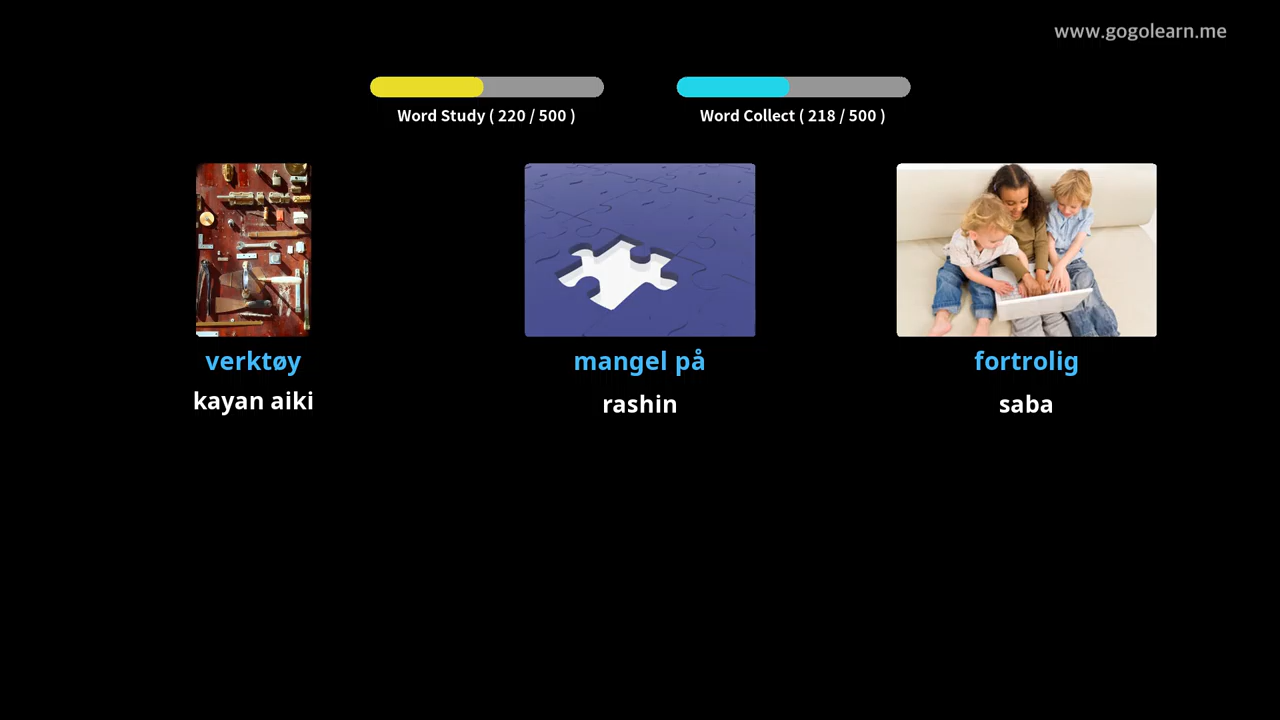 www.gogolearn.me
Word Study ( 220 / 500 )
Word Collect ( 218 / 500 )
verktøy
mangel på
fortrolig
kayan aiki
rashin
saba